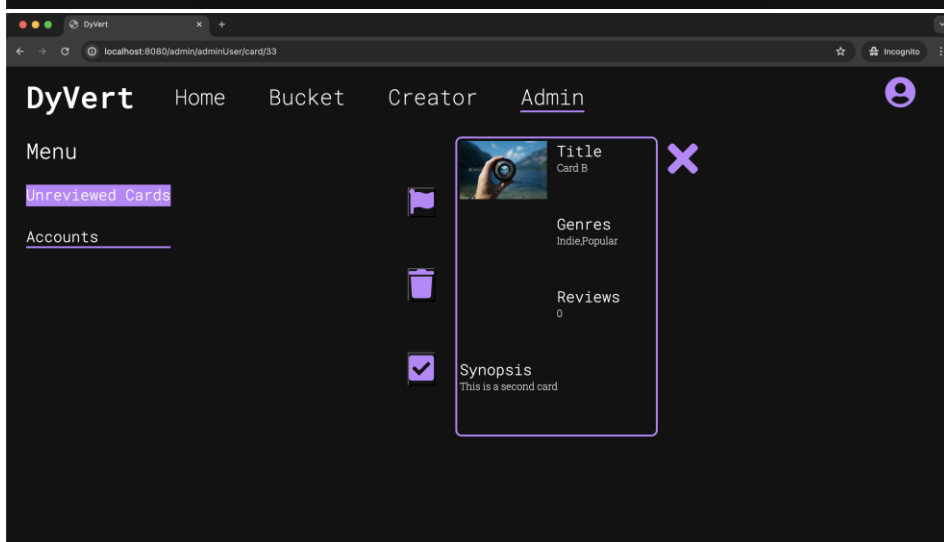 DyVert
localhost:8080/admin/adminUser/card/33
Incognito
DyVert Home Bucket Creator Admin
Menu
Unreviewed Cards
Accounts
Title
Card B
Genres
Indie,Popular
Reviews
0
Synopsis
This is a second card